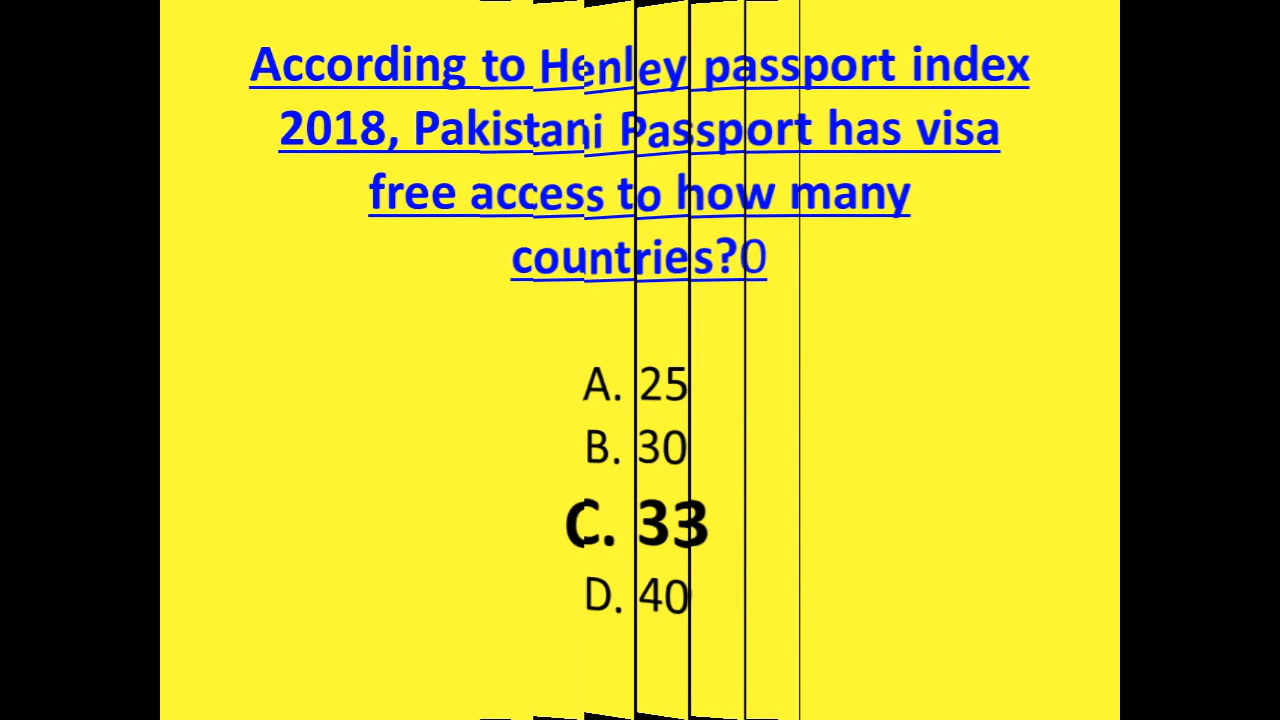 According to Henley passport index
2018, Pakistani Passport has visa
free access to how many
countries?0
A. 25
B. 30
C. 33
D. 40